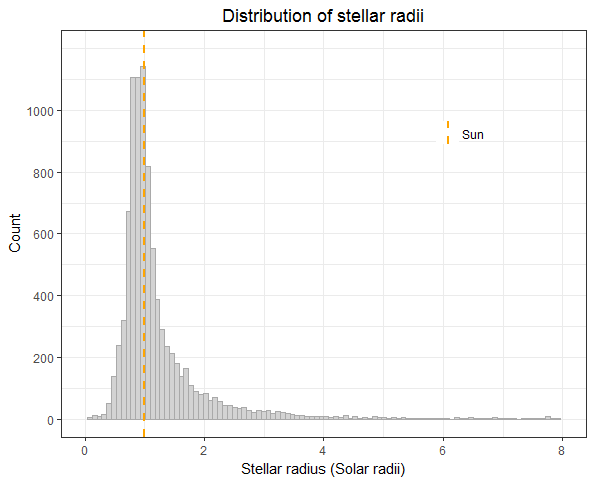 Distribution of stellar radii
1000
800
600
400
200
0
Count
Sun
0 2 4 6 8
Stellar radius (Solar radii)